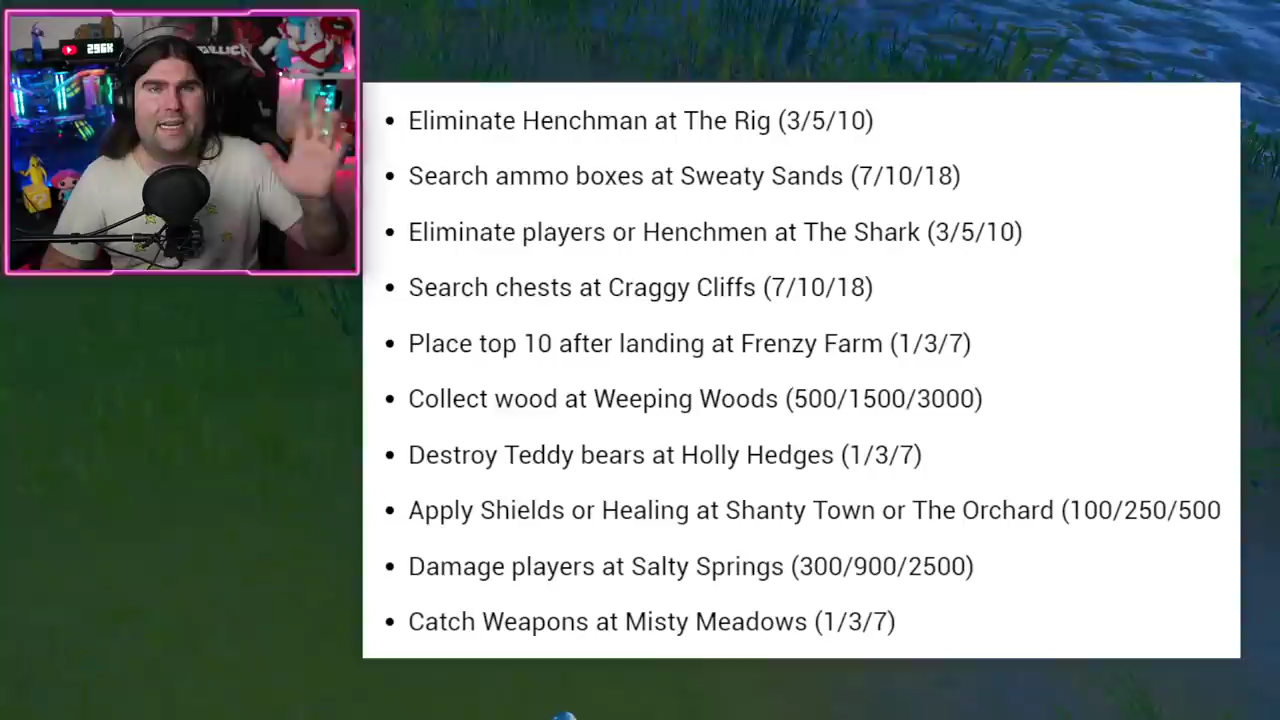 296K
METALLICA
Eliminate Henchman at The Rig (3/5/10)
Search ammo boxes at Sweaty Sands (7/10/18)
Eliminate players or Henchmen at The Shark (3/5/10)
Search chests at Craggy Cliffs (7/10/18)
Place top 10 after landing at Frenzy Farm (1/3/7)
Collect wood at Weeping Woods (500/1500/3000)
Destroy Teddy bears at Holly Hedges (1/3/7)
Apply Shields or Healing at Shanty Town or The Orchard (100/250/500
Damage players at Salty Springs (300/900/2500)
Catch Weapons at Misty Meadows (1/3/7)